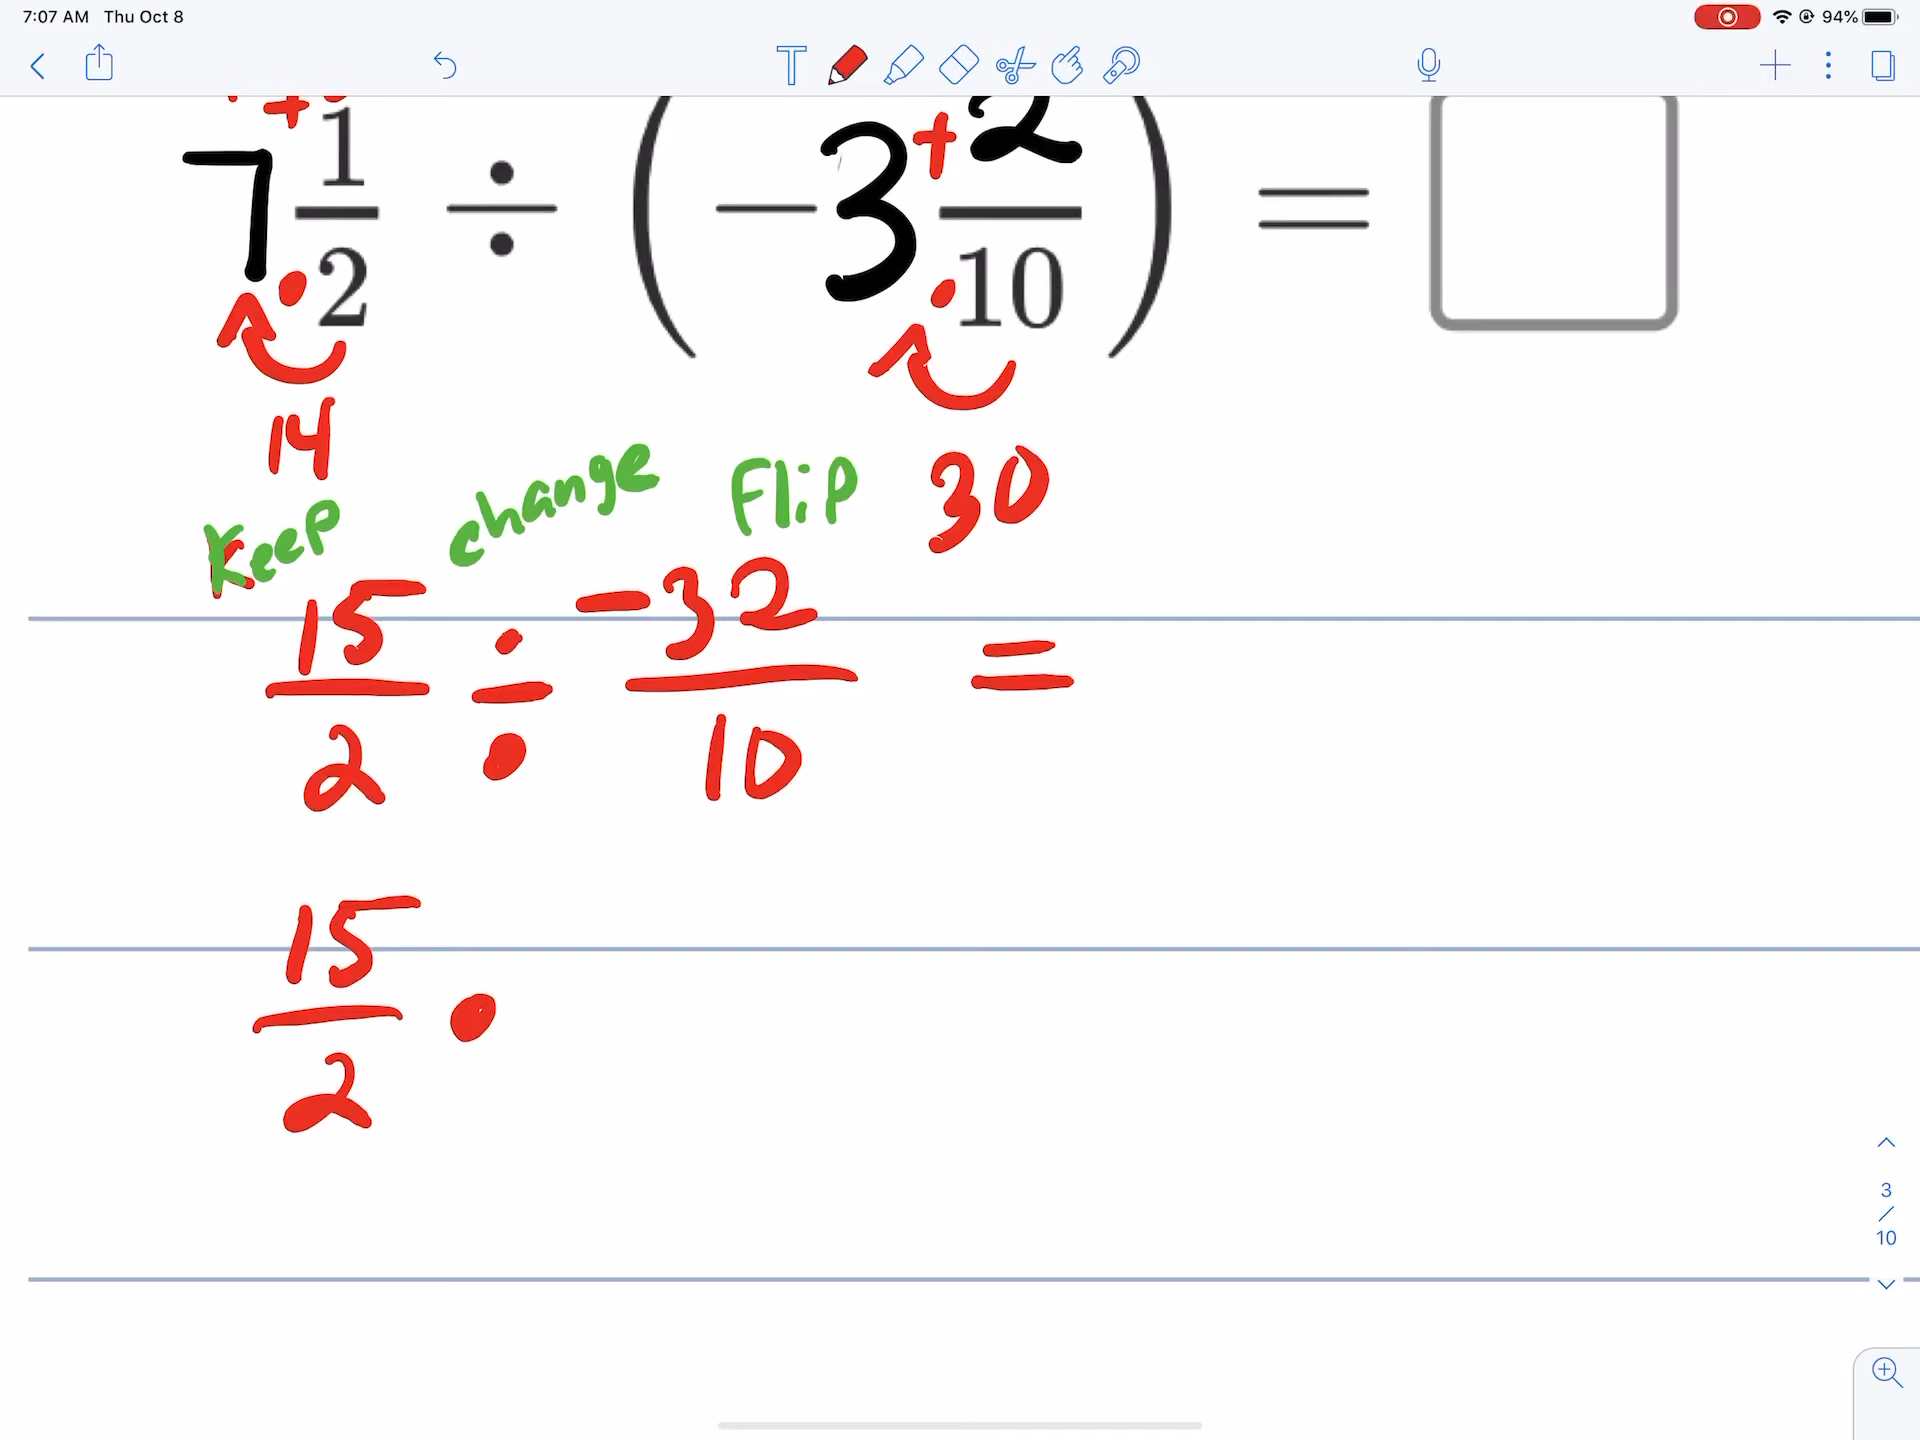 7:07 AM Thu Oct 8
94%
T
7 1/2 ÷ ( - 3 + 2/10 ) =
14
30
Keep change Flip
15/2 ÷ -32/10 =
15/2 •
3
/
10